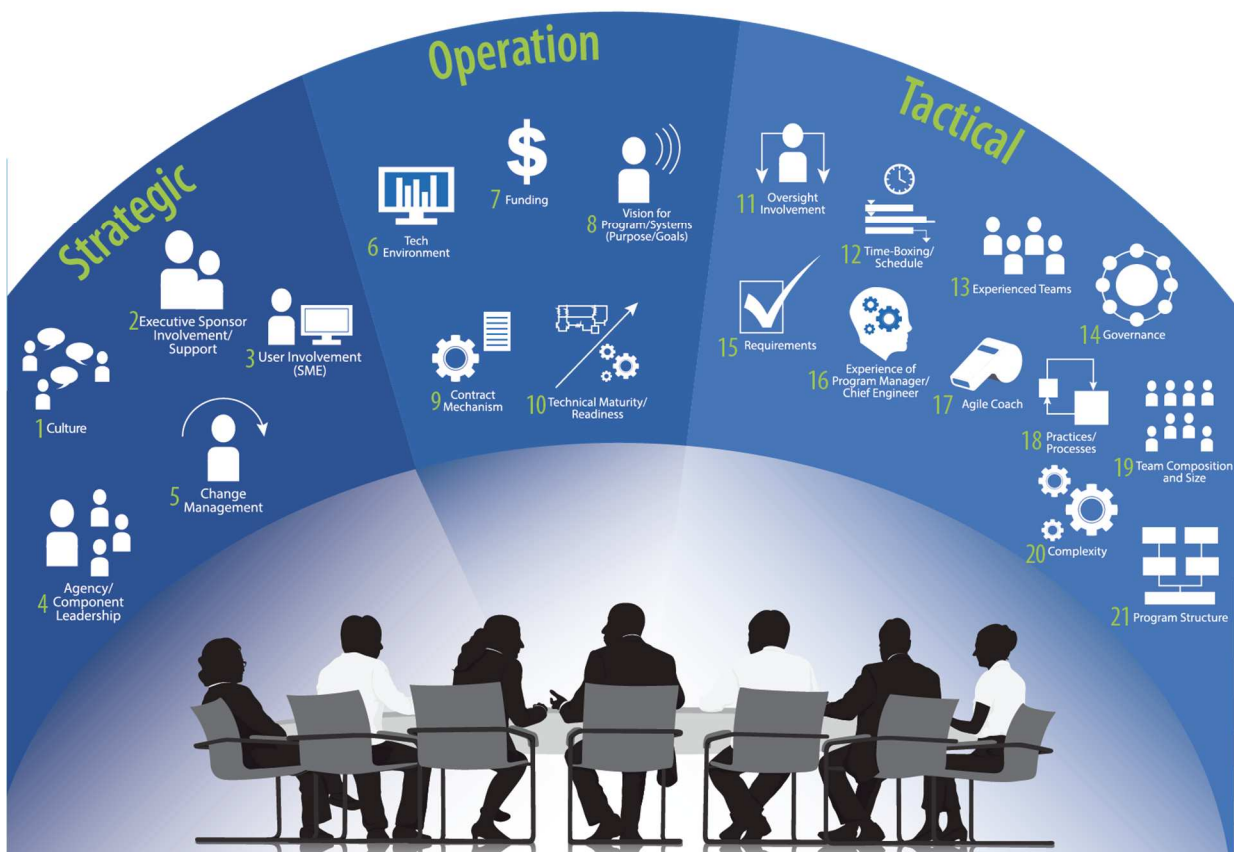 Strategic
Operation
Tactical
1 Culture
2 Executive Sponsor
Involvement/
Support
3 User Involvement
(SME)
4 Agency/
Component
Leadership
5 Change
Management
6 Tech
Environment
7 Funding
8 Vision for
Program/Systems
(Purpose/Goals)
9 Contract
Mechanism
10 Technical Maturity/
Readiness
11 Oversight
Involvement
12 Time-Boxing/
Schedule
13 Experienced Teams
14 Governance
15 Requirements
16 Experience of
Program Manager/
Chief Engineer
17 Agile Coach
18 Practices/
Processes
19 Team Composition
and Size
20 Complexity
21 Program Structure